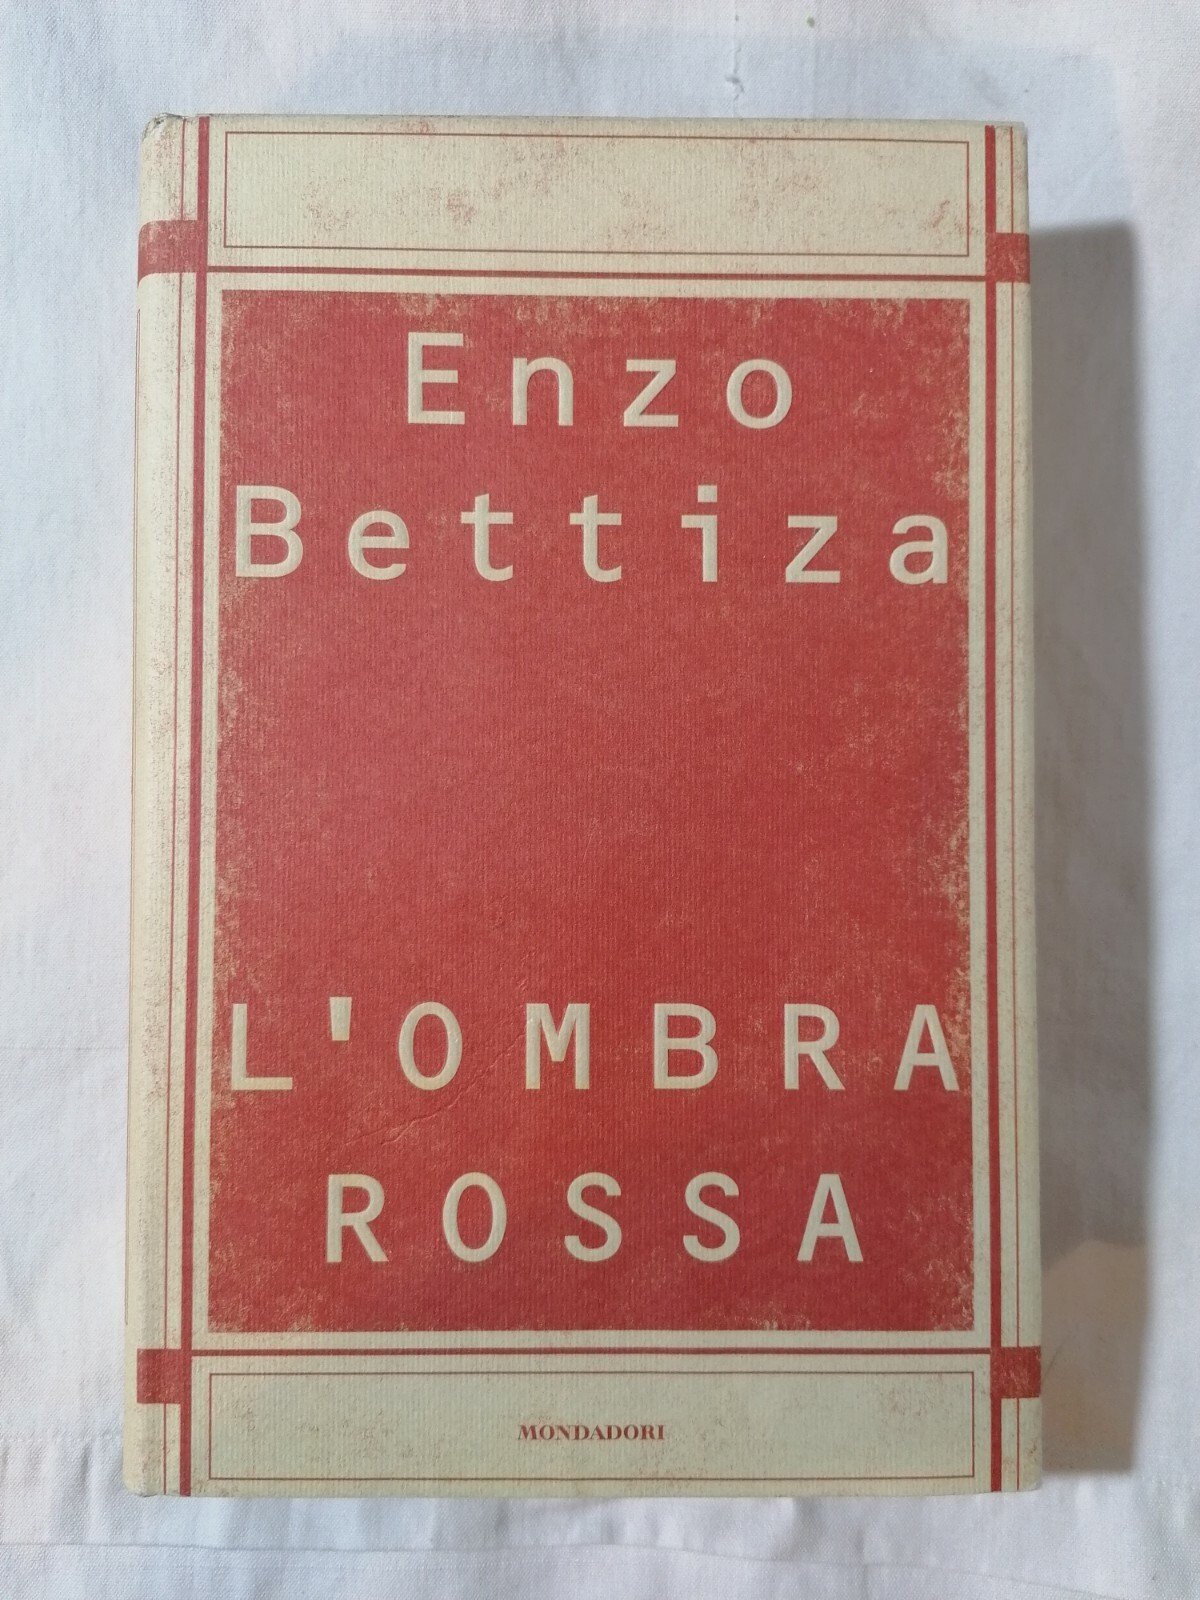 Enzo
Bettiza
L'OMBRA
ROSSA
MONDADORI